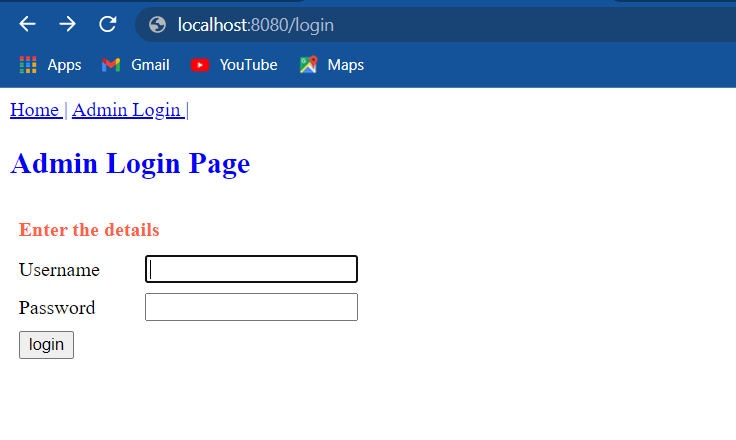 localhost:8080/login
Apps Gmail YouTube Maps
Home | Admin Login |
Admin Login Page
Enter the details
Username
Password
login